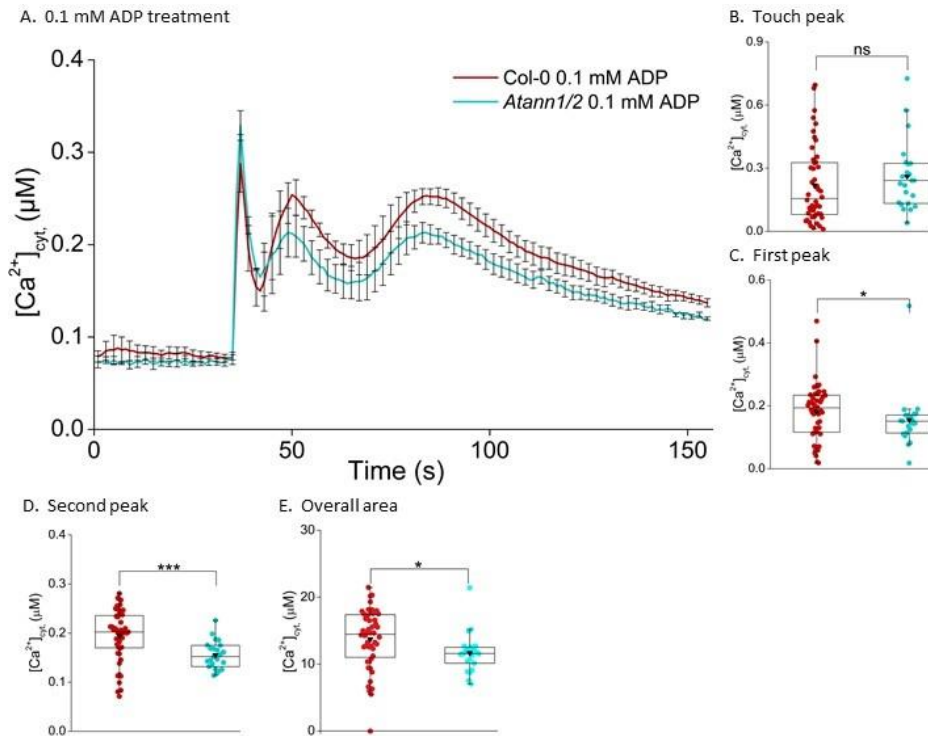 A. 0.1 mM ADP treatment
0.4
0.3
0.2
0.1
0.0
[Ca²⁺]cyt. (μM)
Col-0 0.1 mM ADP
Atann1/2 0.1 mM ADP
0
50
100
150
Time (s)
B. Touch peak
0.9
0.6
0.3
0.0
[Ca²⁺]cyt. (μM)
ns
C. First peak
0.6
0.4
0.2
0.0
[Ca²⁺]cyt. (μM)
*
D. Second peak
0.4
0.3
0.2
0.1
0.0
[Ca²⁺]cyt. (μM)
***
E. Overall area
30
20
10
0
[Ca²⁺]cyt. (μM)
*